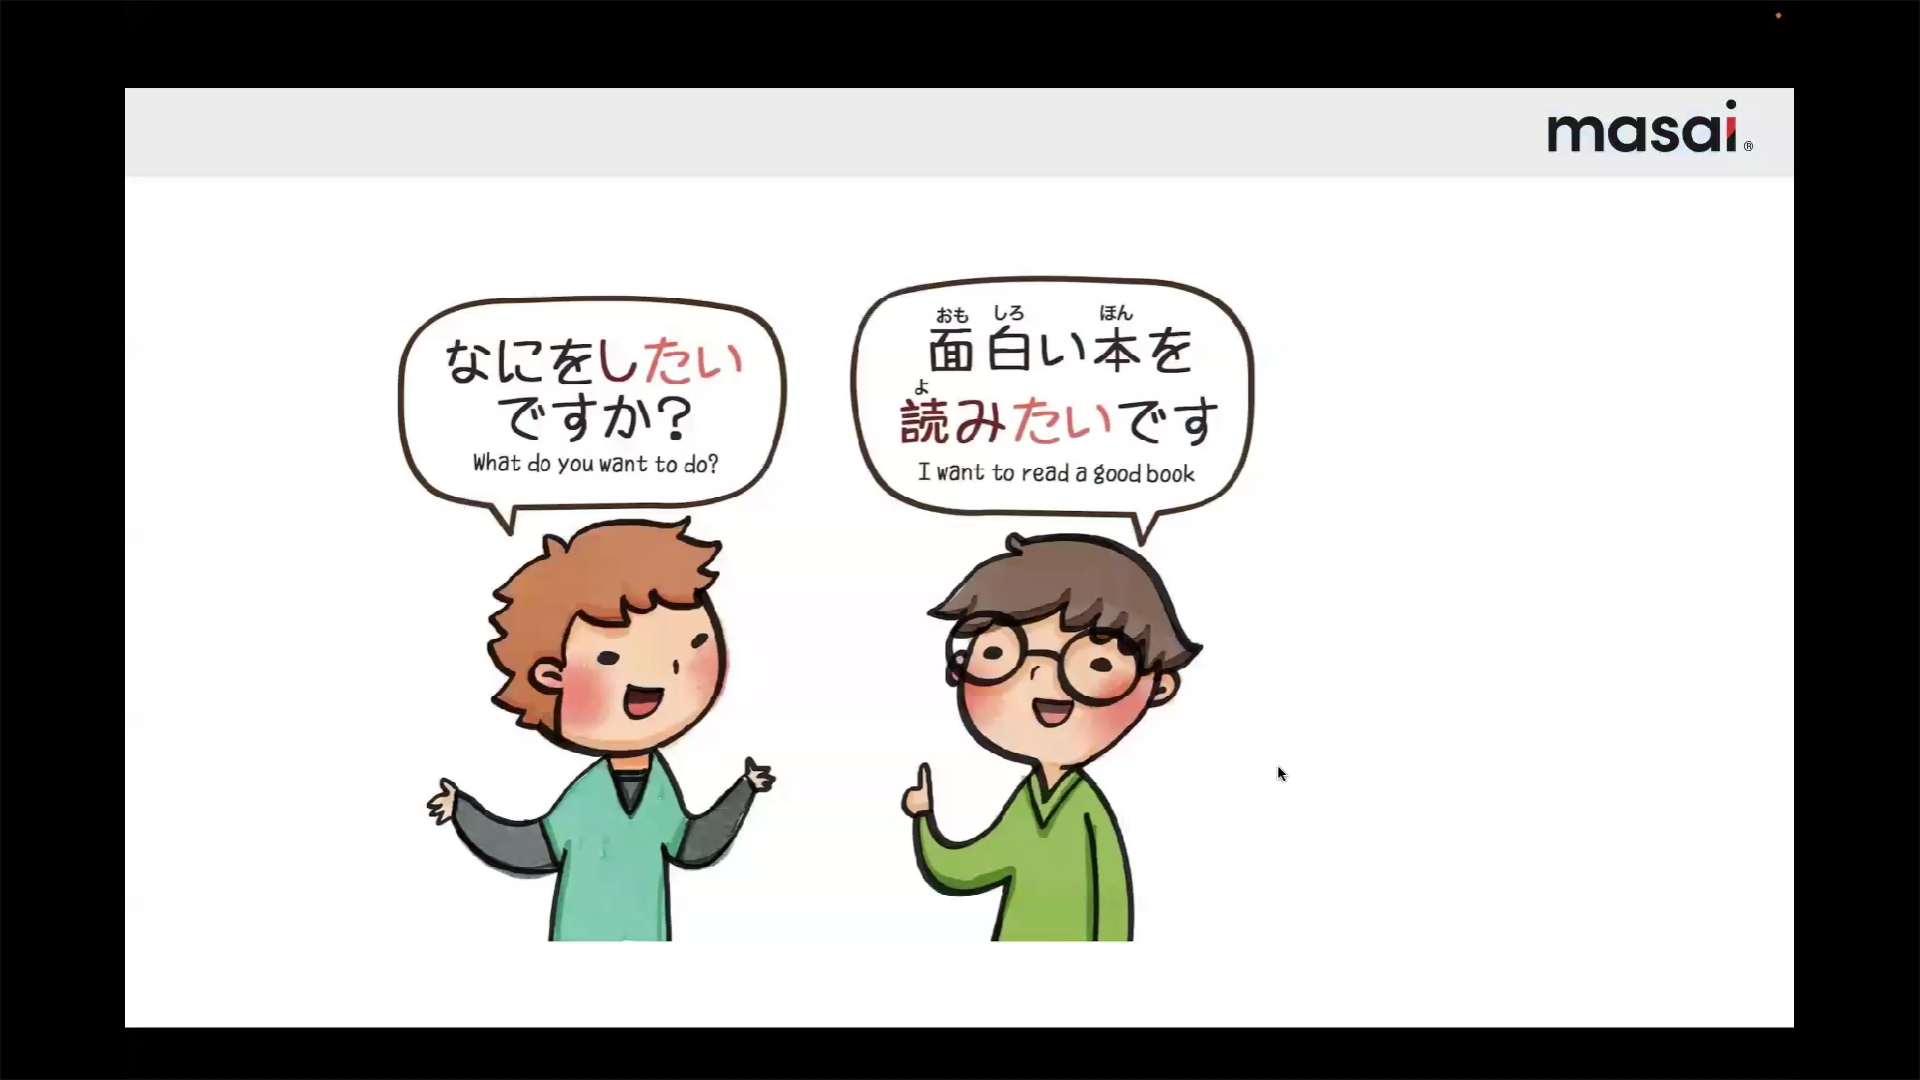 masai®
なにをしたい
ですか?
What do you want to do?
おも しろ ほん
面白い本を
よ
読みたいです
I want to read a good book